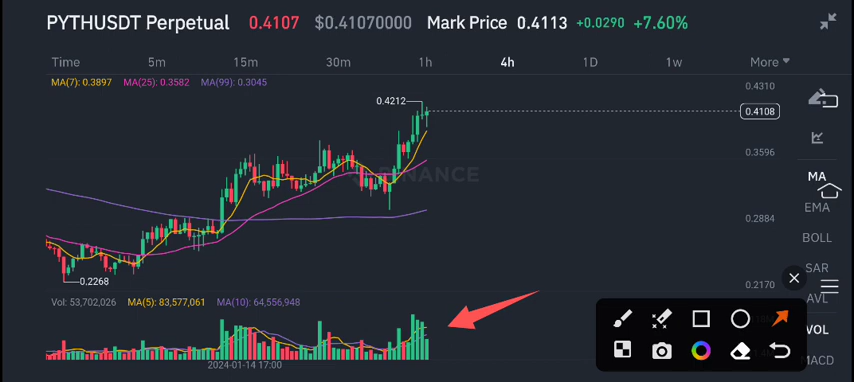 PYTHUSDT Perpetual 0.4107 $0.41070000 Mark Price 0.4113 +0.0290 +7.60%
Time 5m 15m 30m 1h 4h 1D 1w More
MA(7): 0.3897 MA(25): 0.3582 MA(99): 0.3045
0.4310
0.4212
0.4108
0.3596
BINANCE
MA
EMA
0.2884
BOLL
SAR
0.2268
0.2170
AVL
Vol: 53,702,026 MA(5): 83,577,061 MA(10): 64,556,948
VOL
MACD
2024-01-14 17:00